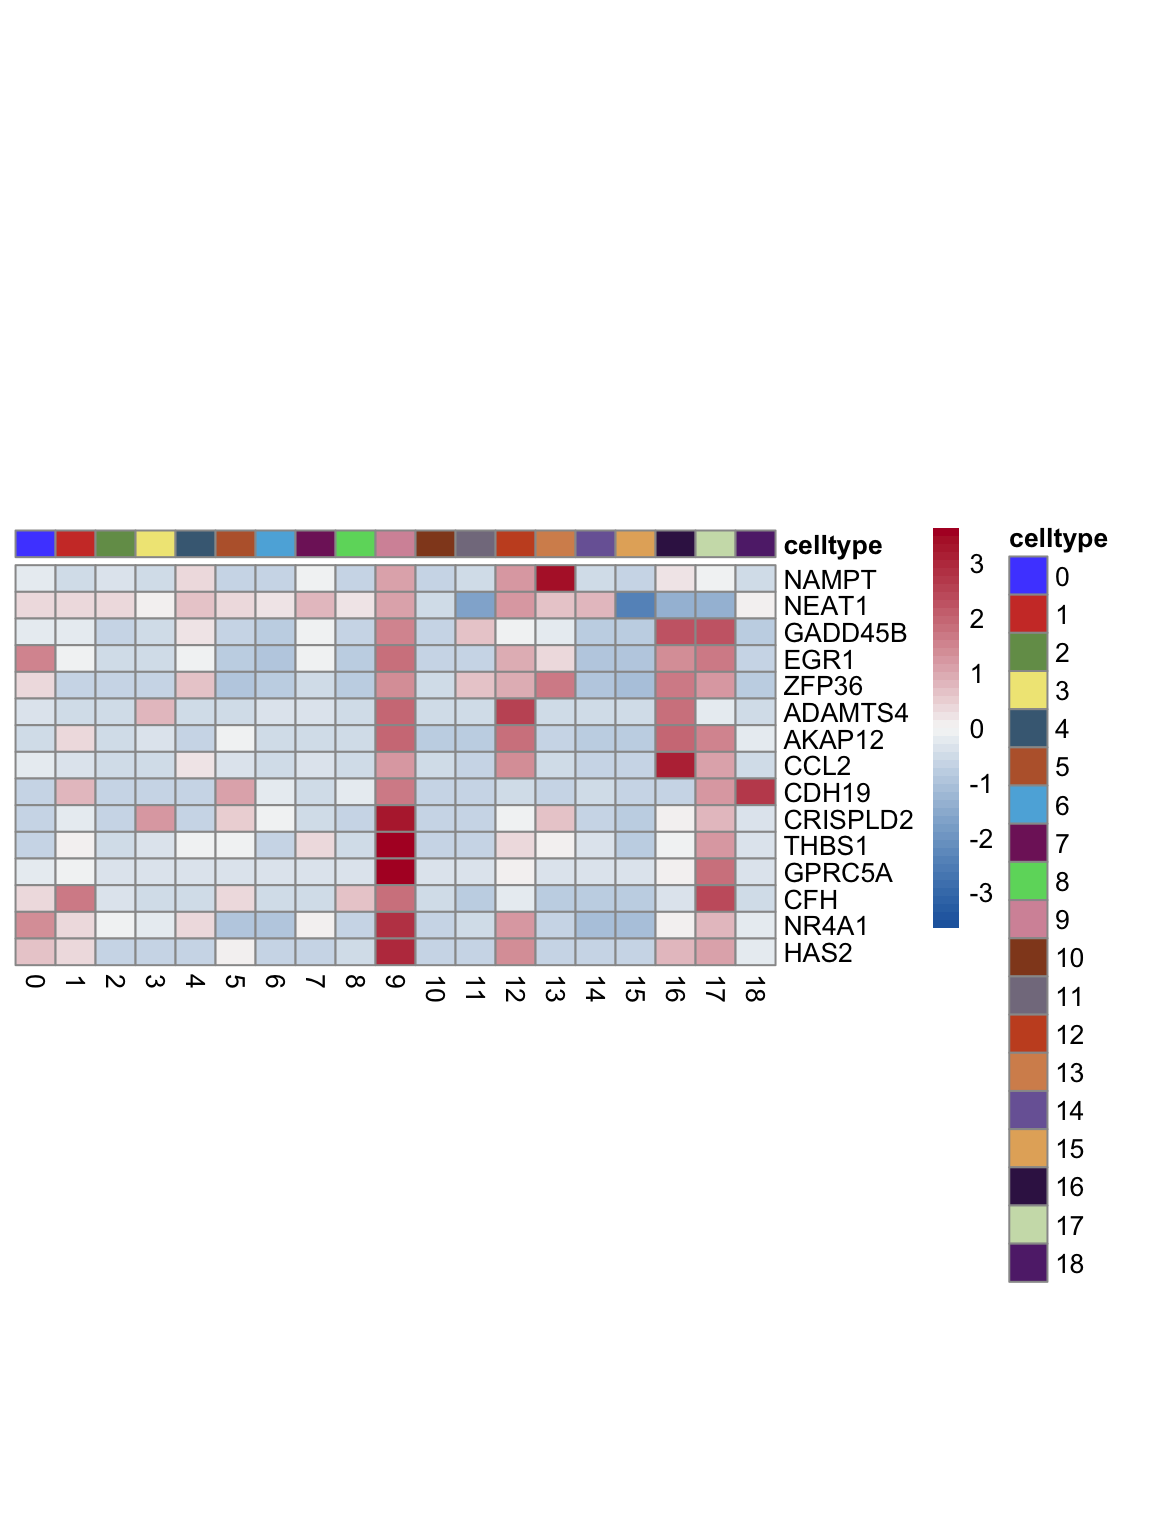 celltype
NAMPT
NEAT1
GADD45B
EGR1
ZFP36
ADAMTS4
AKAP12
CCL2
CDH19
CRISPLD2
THBS1
GPRC5A
CFH
NR4A1
HAS2
0 1 2 3 4 5 6 7 8 9 10 11 12 13 14 15 16 17 18
3
2
1
0
-1
-2
-3
celltype
0
1
2
3
4
5
6
7
8
9
10
11
12
13
14
15
16
17
18